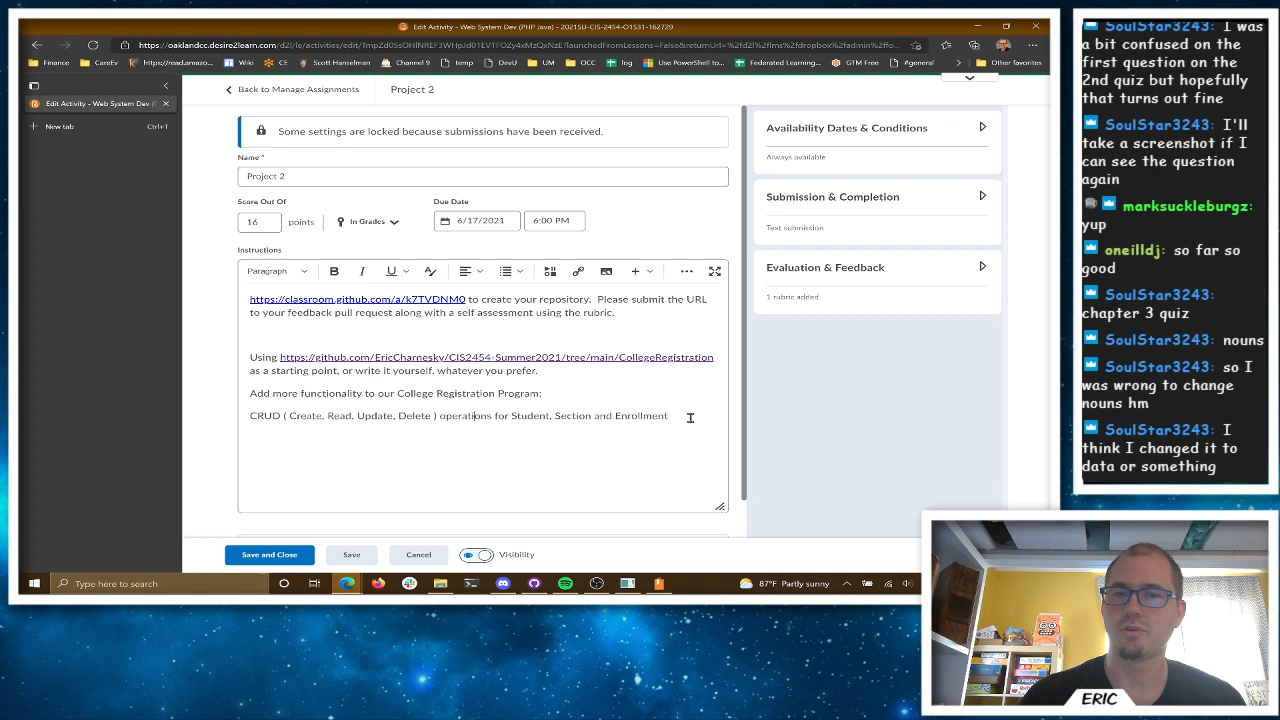 Edit Activity - Web System Dev (PHP Java) - 2021SU-CIS-2454-O1531-162729
Finance
CareEv
https://read.amazo...
Wiki
CE
Scott Hanselman
Channel 9
temp
DevU
UM
OCC
log
Use PowerShell to...
Federated Learning...
GTM Free
#general
Other favorites
Edit Activity - Web System Dev (P
New tab
Ctrl+T
Back to Manage Assignments
Project 2
Some settings are locked because submissions have been received.
Name *
Project 2
Score Out Of
Due Date
16
points
In Grades
6/17/2021
6:00 PM
Instructions
Paragraph
B
I
U
https://classroom.github.com/a/k7TVDNM0 to create your repository. Please submit the URL
to your feedback pull request along with a self assessment using the rubric.
Using https://github.com/EricCharnesky/CIS2454-Summer2021/tree/main/CollegeRegistration
as a starting point, or write it yourself, whatever you prefer.
Add more functionality to our College Registration Program:
CRUD ( Create, Read, Update, Delete ) operations for Student, Section and Enrollment
Save and Close
Save
Cancel
Visibility
Availability Dates & Conditions
Always available
Submission & Completion
Text submission
Evaluation & Feedback
1 rubric added
Type here to search
87°F Partly sunny
SoulStar3243: I was
a bit confused on the
first question on the
2nd quiz but hopefully
that turns out fine
SoulStar3243: I'll
take a screenshot if I
can see the question
again
marksuckleburgz:
yup
oneilldj: so far so
good
SoulStar3243:
chapter 3 quiz
SoulStar3243: nouns
SoulStar3243: so I
was wrong to change
nouns hm
SoulStar3243: I
think I changed it to
data or something
ERIC